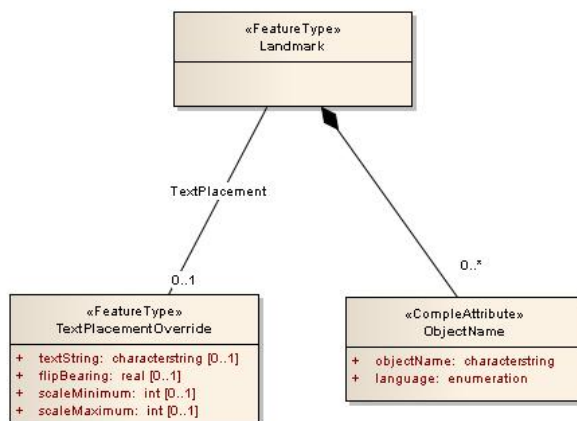 «FeatureType»
Landmark
TextPlacement
0..1
0..*
«FeatureType»
TextPlacementOverride
+ textString: characterstring [0..1]
+ flipBearing: real [0..1]
+ scaleMinimum: int [0..1]
+ scaleMaximum: int [0..1]
«CompleAttribute»
ObjectName
+ objectName: characterstring
+ language: enumeration